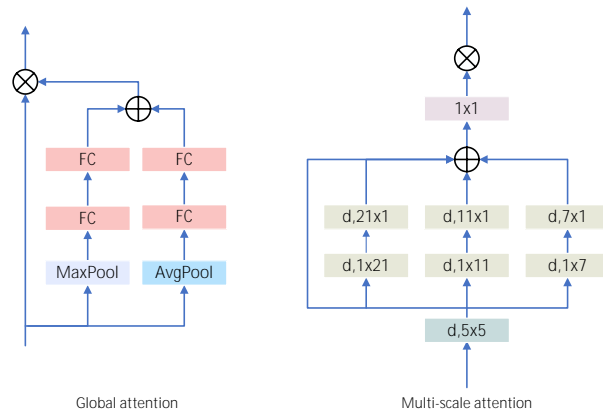 FC FC
FC FC
MaxPool AvgPool
Global attention
1x1
d,21x1 d,11x1 d,7x1
d,1x21 d,1x11 d,1x7
d,5x5
Multi-scale attention